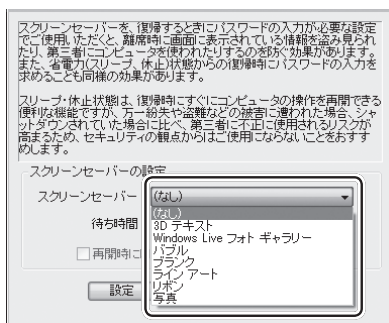 スクリーンセーバーを、復帰するときにパスワードの入力が必要な設定
でご使用いただくと、離席時に画面に表示されている情報を盗み見られ
たり、第三者にコンピュータを使われたりするのを防ぐ効果があります。
また、省電力(スリープ、休止)状態からの復帰時にパスワードの入力を
求めることも同様の効果があります。
スリープ・休止状態は、復帰時にすぐにコンピュータの操作を再開できる
便利な機能ですが、万一紛失や盗難などの被害に遭われた場合、シャ
ットダウンされていた場合に比べ、第三者に不正に使用されるリスクが
高まるため、セキュリティの観点からはご使用にならないことをおすす
めします。
スクリーンセーバーの設定
スクリーンセーバー (なし)
(なし)
待ち時間 3D テキスト
Windows Live フォト ギャラリー
再開時に バブル
ブランク
ライン アート
設定 リボン
写真